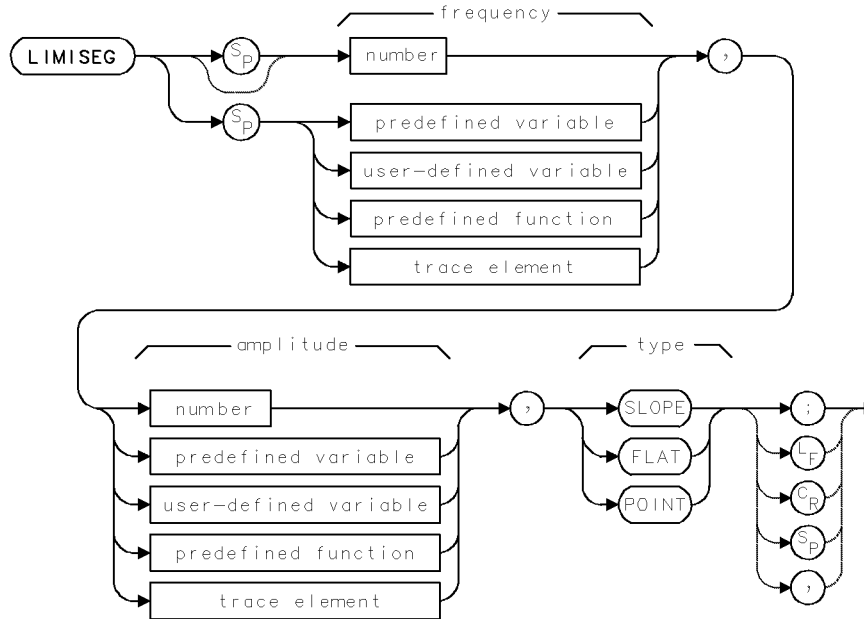 frequency
LIMISEG SP number ,
SP predefined variable
user-defined variable
predefined function
trace element
amplitude type
number , SLOPE ;
predefined variable FLAT LF
user-defined variable POINT CR
predefined function SP
trace element ,